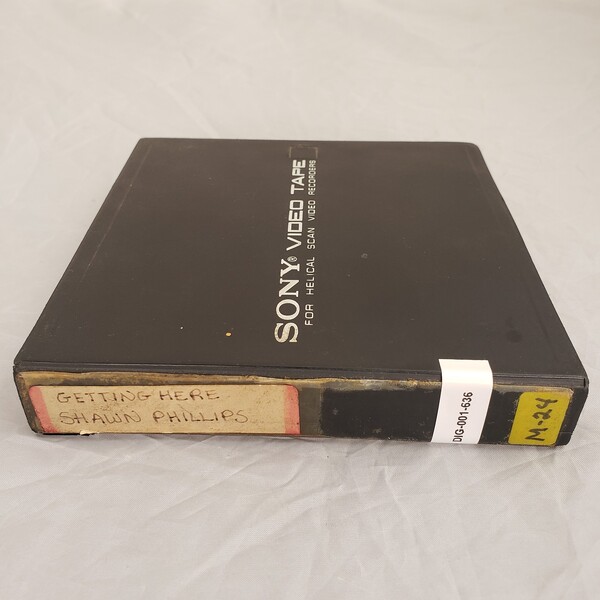 SONY® VIDEO TAPE
FOR HELICAL SCAN VIDEO RECORDERS
GETTING HERE
SHAWN PHILLIPS
DIG-001-636
M-24